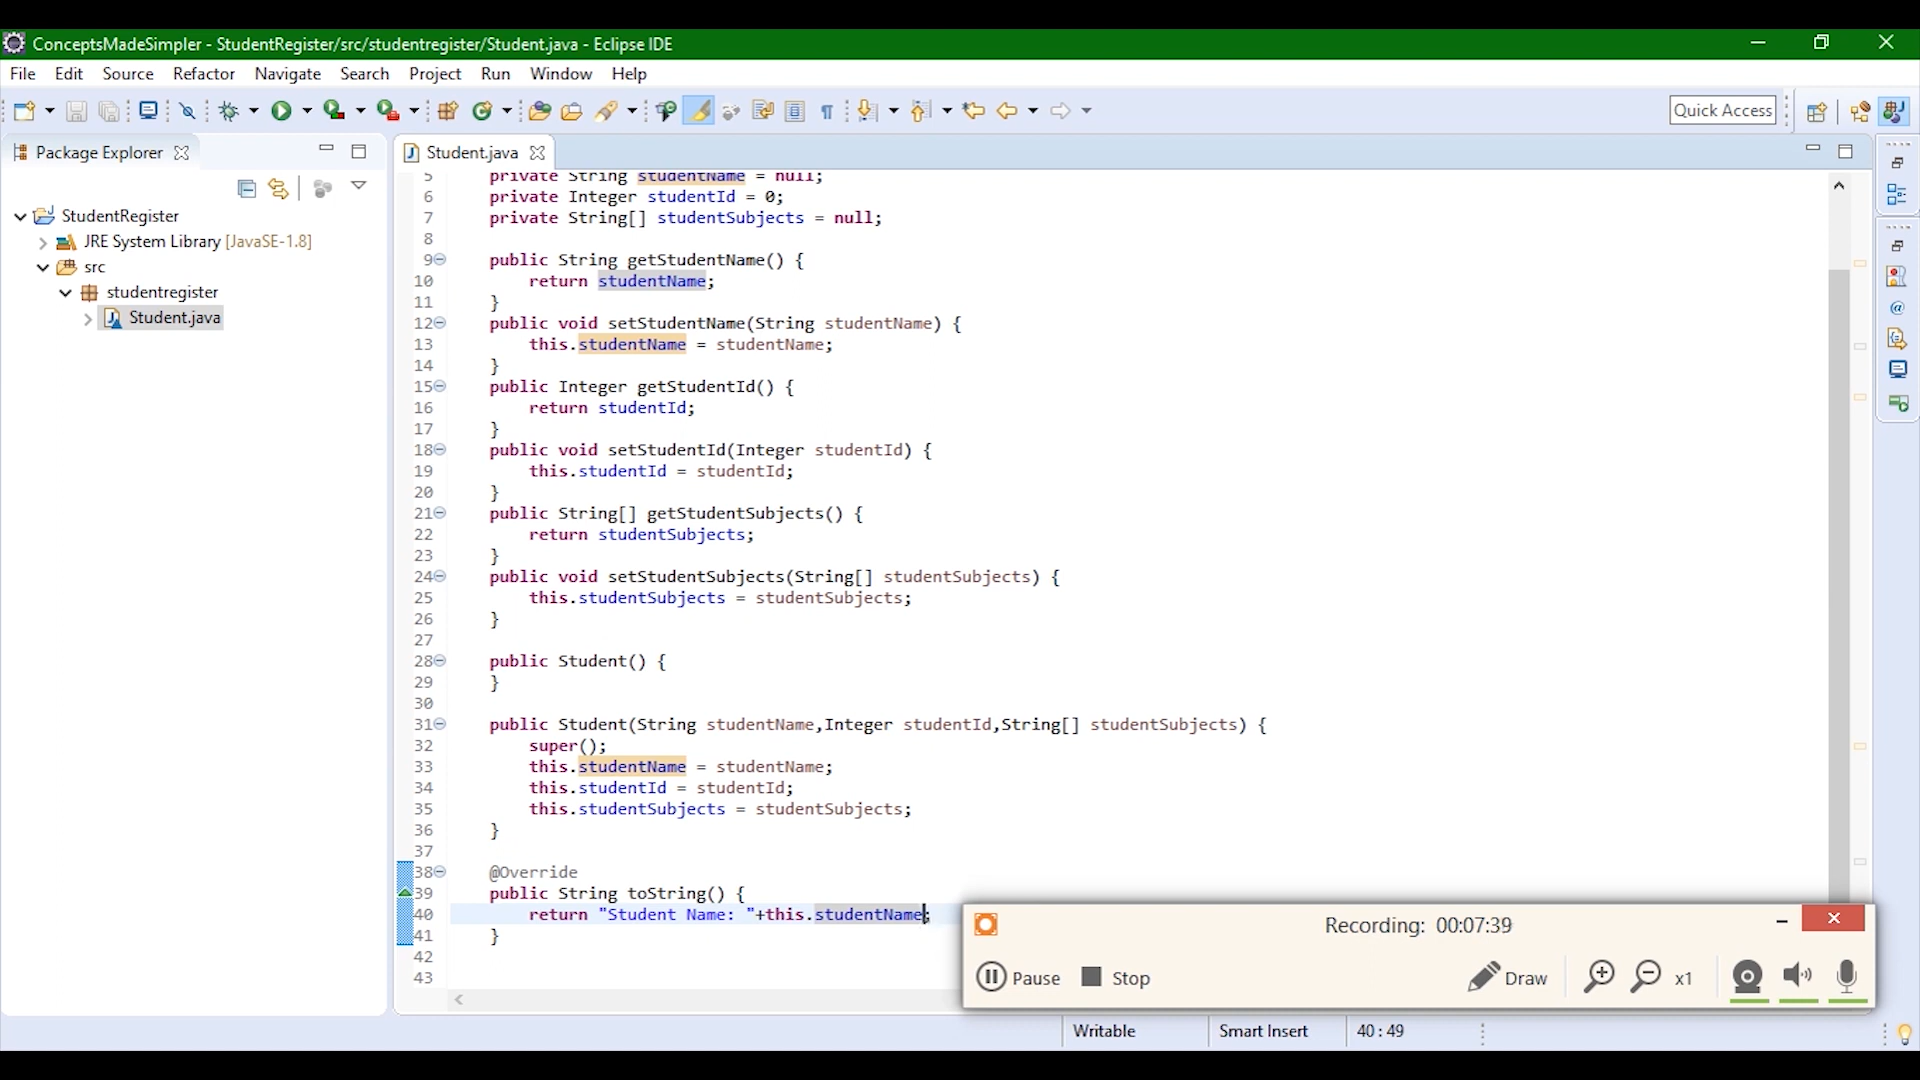 ConceptsMadeSimpler - StudentRegister/src/studentregister/Student.java - Eclipse IDE
File Edit Source Refactor Navigate Search Project Run Window Help
Quick Access
Package Explorer
StudentRegister
JRE System Library [JavaSE-1.8]
src
studentregister
Student.java
Student.java
5 private String studentName = null;
6 private Integer studentId = 0;
7 private String[] studentSubjects = null;
8
9 public String getStudentName() {
10 return studentName;
11 }
12 public void setStudentName(String studentName) {
13 this.studentName = studentName;
14 }
15 public Integer getStudentId() {
16 return studentId;
17 }
18 public void setStudentId(Integer studentId) {
19 this.studentId = studentId;
20 }
21 public String[] getStudentSubjects() {
22 return studentSubjects;
23 }
24 public void setStudentSubjects(String[] studentSubjects) {
25 this.studentSubjects = studentSubjects;
26 }
27
28 public Student() {
29 }
30
31 public Student(String studentName,Integer studentId,String[] studentSubjects) {
32 super();
33 this.studentName = studentName;
34 this.studentId = studentId;
35 this.studentSubjects = studentSubjects;
36 }
37
38 @Override
39 public String toString() {
40 return "Student Name: "+this.studentName;
41 }
42
43
Recording: 00:07:39
Pause Stop Draw x1
Writable Smart Insert 40 : 49